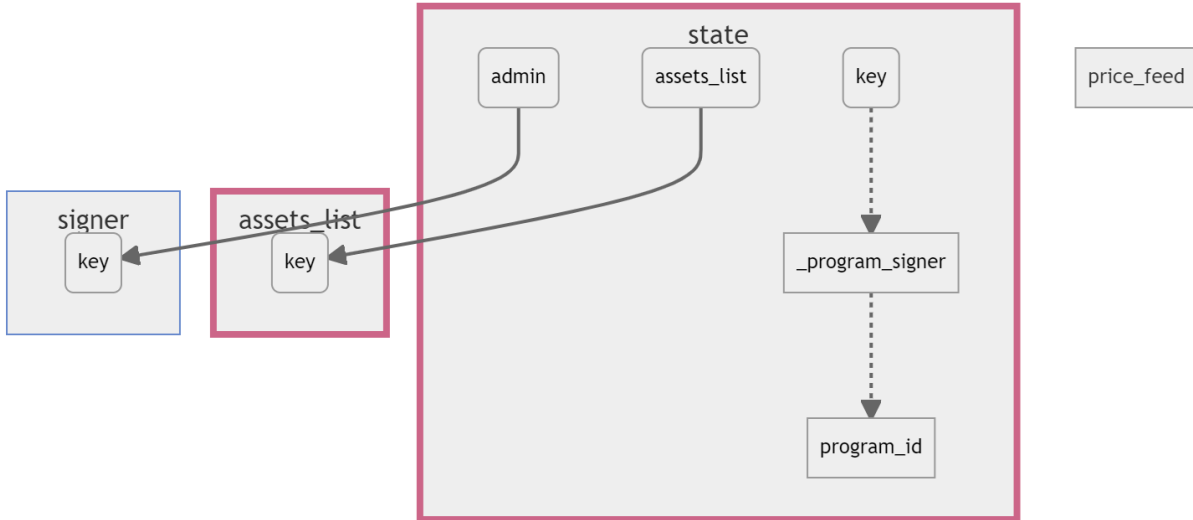 state
admin
assets_list
key
price_feed
signer
key
assets_list
key
_program_signer
program_id